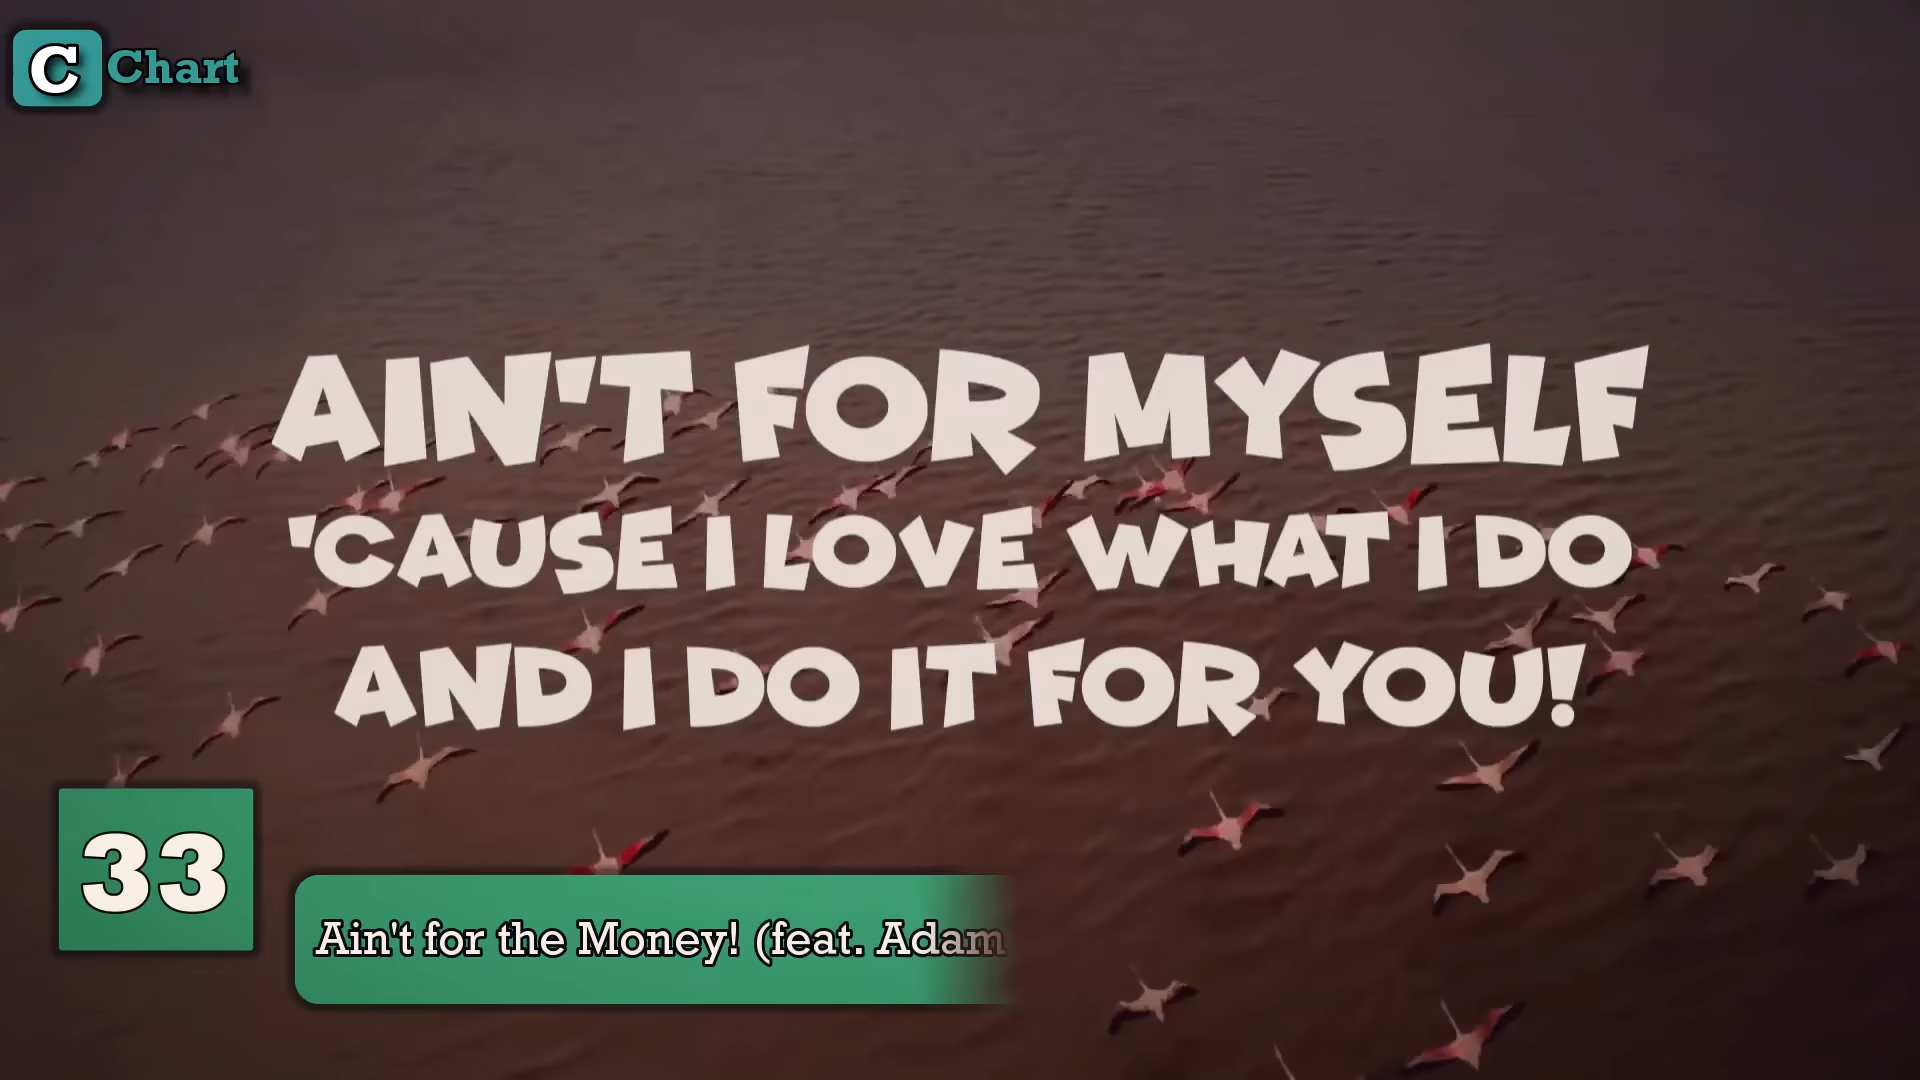 C Chart
AIN'T FOR MYSELF
'CAUSE I LOVE WHAT I DO
AND I DO IT FOR YOU!
33
Ain't for the Money! (feat. Adam